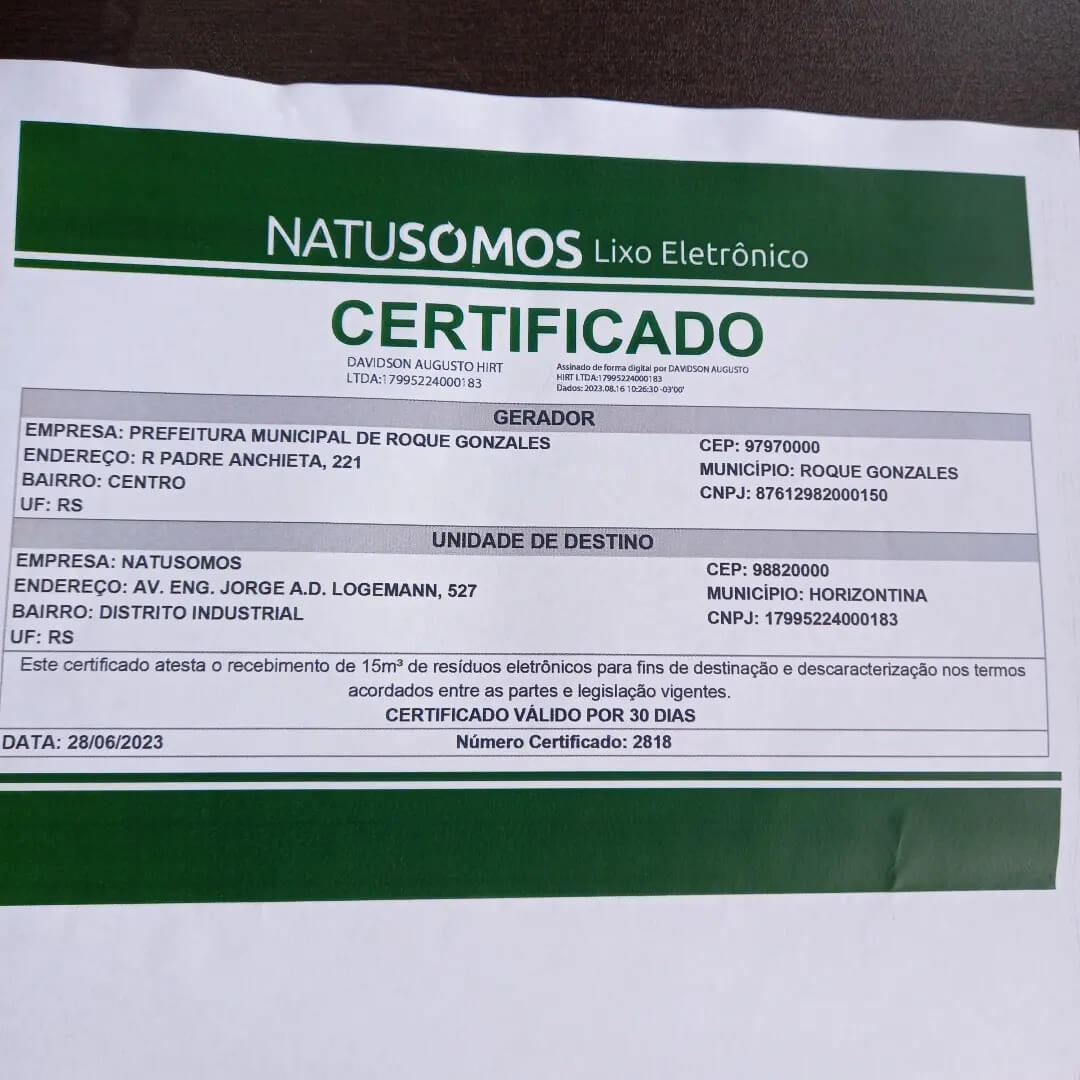 NATUSOMOS Lixo Eletrônico
CERTIFICADO
DAVIDSON AUGUSTO HIRT
LTDA:17995224000183
Assinado de forma digital por DAVIDSON AUGUSTO
HIRT LTDA:17995224000183
Dados: 2023.08.16 10:26:30 -03'00'
GERADOR
EMPRESA: PREFEITURA MUNICIPAL DE ROQUE GONZALES
ENDEREÇO: R PADRE ANCHIETA, 221
BAIRRO: CENTRO
UF: RS
CEP: 97970000
MUNICÍPIO: ROQUE GONZALES
CNPJ: 87612982000150
UNIDADE DE DESTINO
EMPRESA: NATUSOMOS
ENDEREÇO: AV. ENG. JORGE A.D. LOGEMANN, 527
BAIRRO: DISTRITO INDUSTRIAL
UF: RS
CEP: 98820000
MUNICÍPIO: HORIZONTINA
CNPJ: 17995224000183
Este certificado atesta o recebimento de 15m³ de resíduos eletrônicos para fins de destinação e descaracterização nos termos
acordados entre as partes e legislação vigentes.
CERTIFICADO VÁLIDO POR 30 DIAS
DATA: 28/06/2023
Número Certificado: 2818